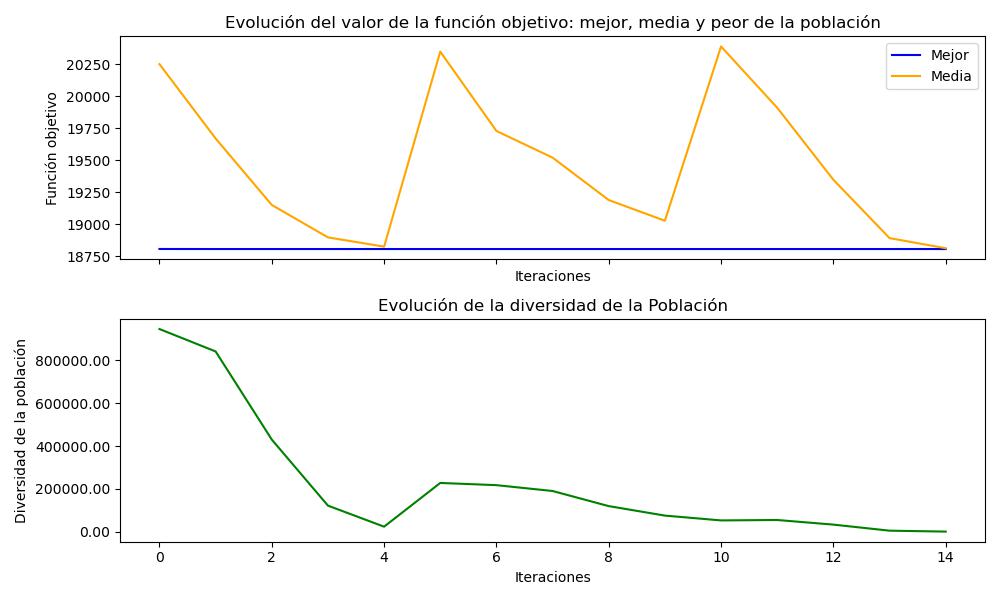 Evolución del valor de la función objetivo: mejor, media y peor de la población
Función objetivo
20250
20000
19750
19500
19250
19000
18750
Mejor
Media
Iteraciones
Evolución de la diversidad de la Población
Diversidad de la población
800000.00
600000.00
400000.00
200000.00
0.00
0 2 4 6 8 10 12 14
Iteraciones